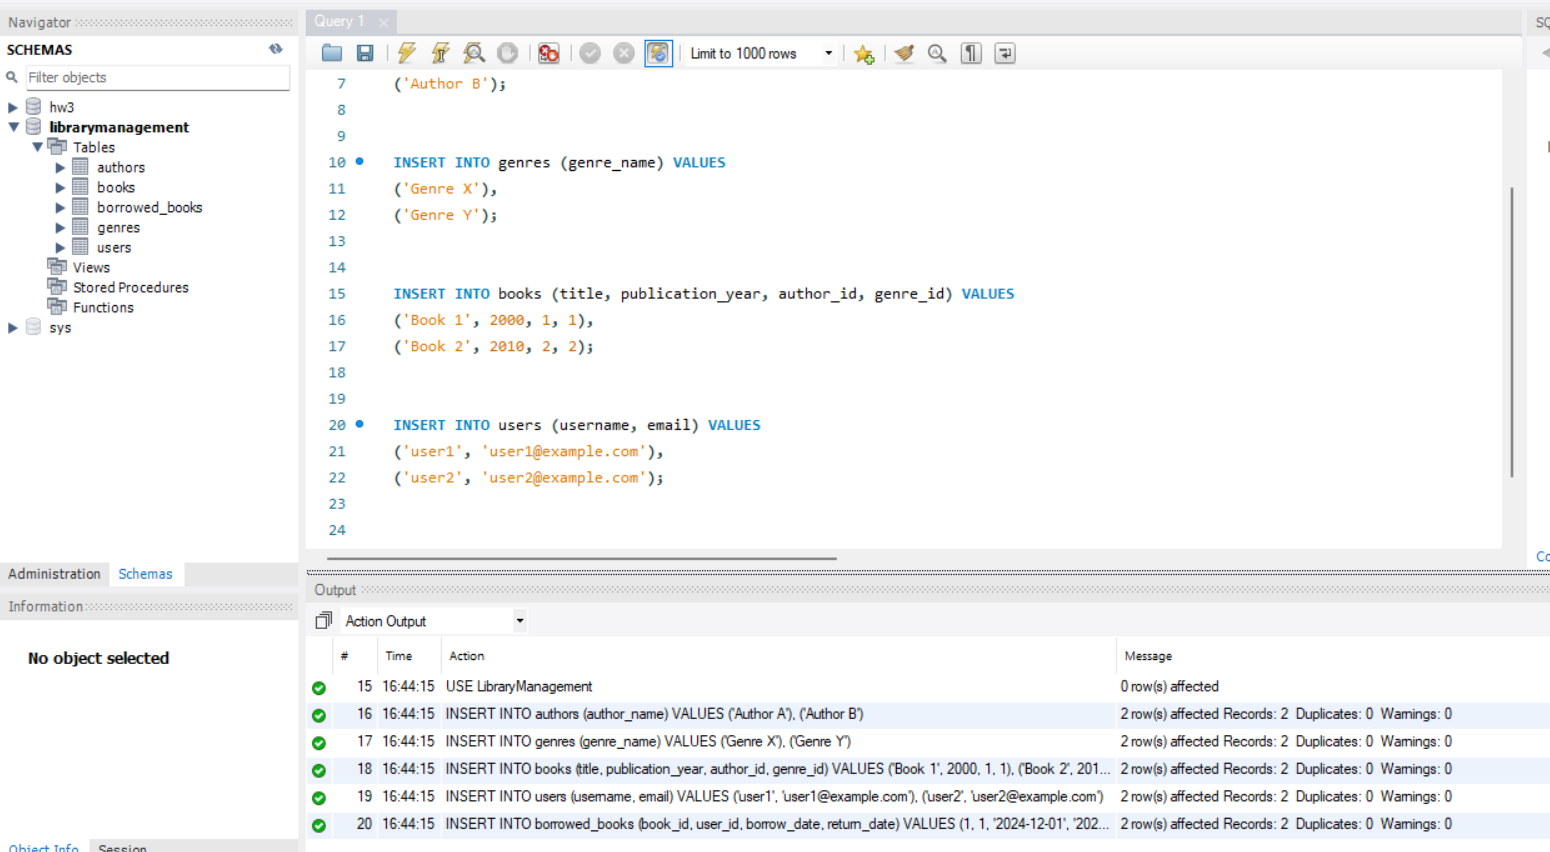 Navigator
SCHEMAS
Filter objects
hw3
librarymanagement
Tables
authors
books
borrowed_books
genres
users
Views
Stored Procedures
Functions
sys
Administration Schemas
Information
No object selected
Object Info Session
Query 1
Limit to 1000 rows
7 ('Author B');
8
9
10 INSERT INTO genres (genre_name) VALUES
11 ('Genre X'),
12 ('Genre Y');
13
14
15 INSERT INTO books (title, publication_year, author_id, genre_id) VALUES
16 ('Book 1', 2000, 1, 1),
17 ('Book 2', 2010, 2, 2);
18
19
20 INSERT INTO users (username, email) VALUES
21 ('user1', 'user1@example.com'),
22 ('user2', 'user2@example.com');
23
24
Output
Action Output
# Time Action Message
15 16:44:15 USE LibraryManagement 0 row(s) affected
16 16:44:15 INSERT INTO authors (author_name) VALUES ('Author A'), ('Author B') 2 row(s) affected Records: 2 Duplicates: 0 Warnings: 0
17 16:44:15 INSERT INTO genres (genre_name) VALUES ('Genre X'), ('Genre Y') 2 row(s) affected Records: 2 Duplicates: 0 Warnings: 0
18 16:44:15 INSERT INTO books (title, publication_year, author_id, genre_id) VALUES ('Book 1', 2000, 1, 1), ('Book 2', 201... 2 row(s) affected Records: 2 Duplicates: 0 Warnings: 0
19 16:44:15 INSERT INTO users (username, email) VALUES ('user1', 'user1@example.com'), ('user2', 'user2@example.com') 2 row(s) affected Records: 2 Duplicates: 0 Warnings: 0
20 16:44:15 INSERT INTO borrowed_books (book_id, user_id, borrow_date, return_date) VALUES (1, 1, '2024-12-01', '202... 2 row(s) affected Records: 2 Duplicates: 0 Warnings: 0